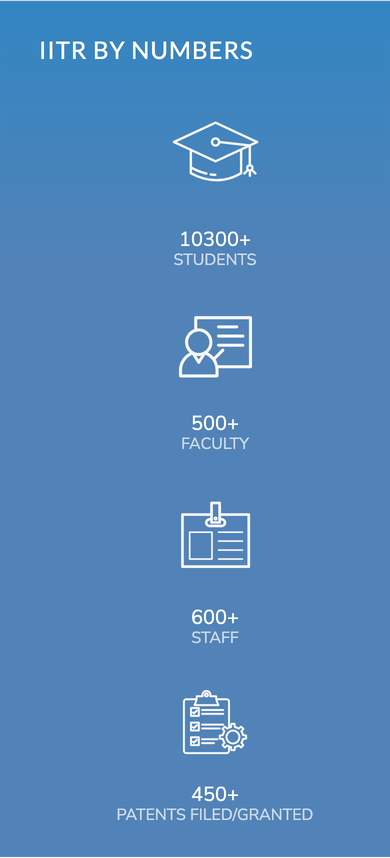 IITR BY NUMBERS
10300+
STUDENTS
500+
FACULTY
600+
STAFF
450+
PATENTS FILED/GRANTED